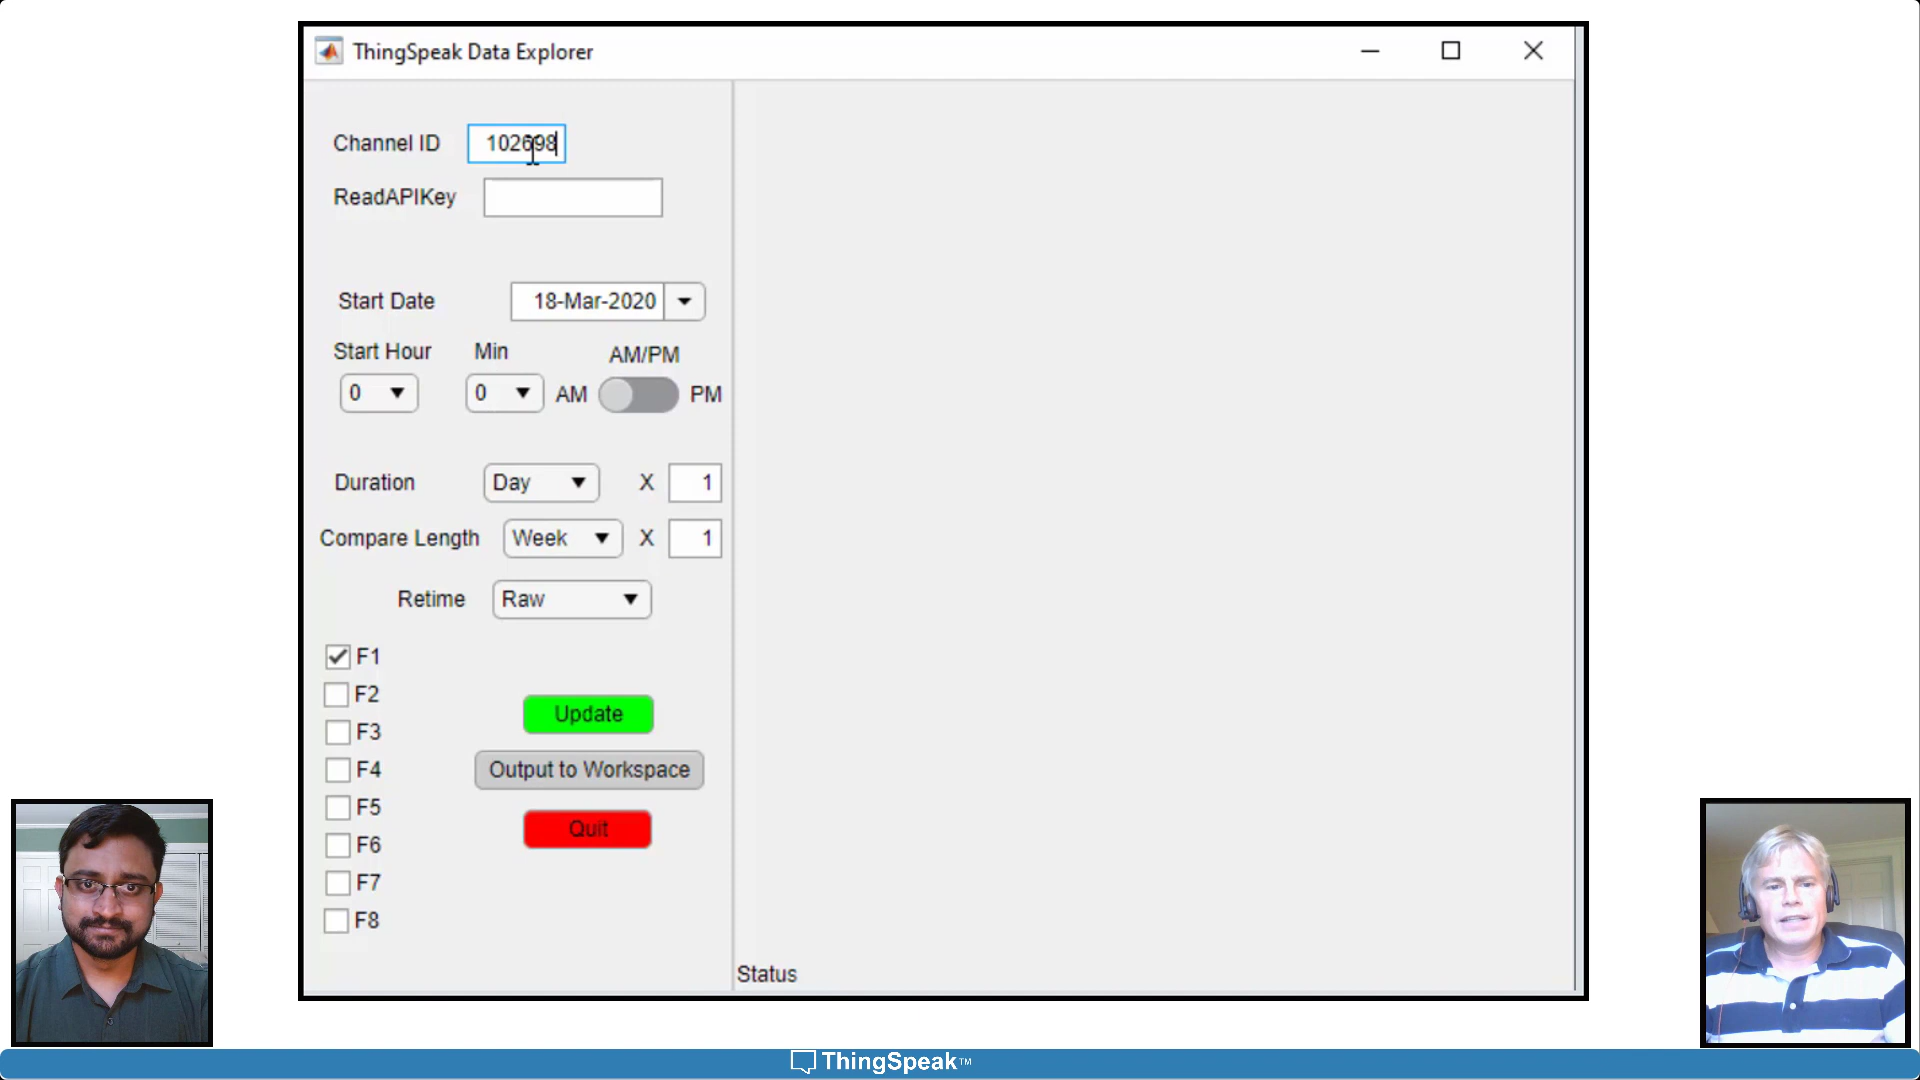 ThingSpeak Data Explorer
Channel ID 102698
ReadAPIKey
Start Date 18-Mar-2020
Start Hour Min AM/PM
0 0 AM PM
Duration Day X 1
Compare Length Week X 1
Retime Raw
F1
F2
F3
F4
F5
F6
F7
F8
Update
Output to Workspace
Quit
Status
ThingSpeak™